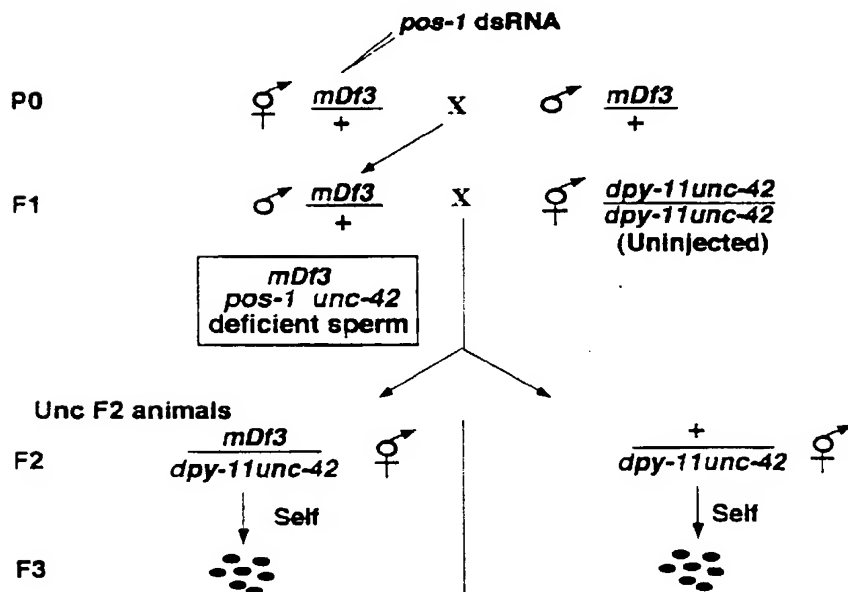 pos-1 dsRNA
P0 mDf3 / + X mDf3 / +
F1 mDf3 / + X dpy-11unc-42 / dpy-11unc-42
(Uninjected)
mDf3
pos-1 unc-42
deficient sperm
Unc F2 animals
F2 mDf3 / dpy-11unc-42 + / dpy-11unc-42
Self Self
F3